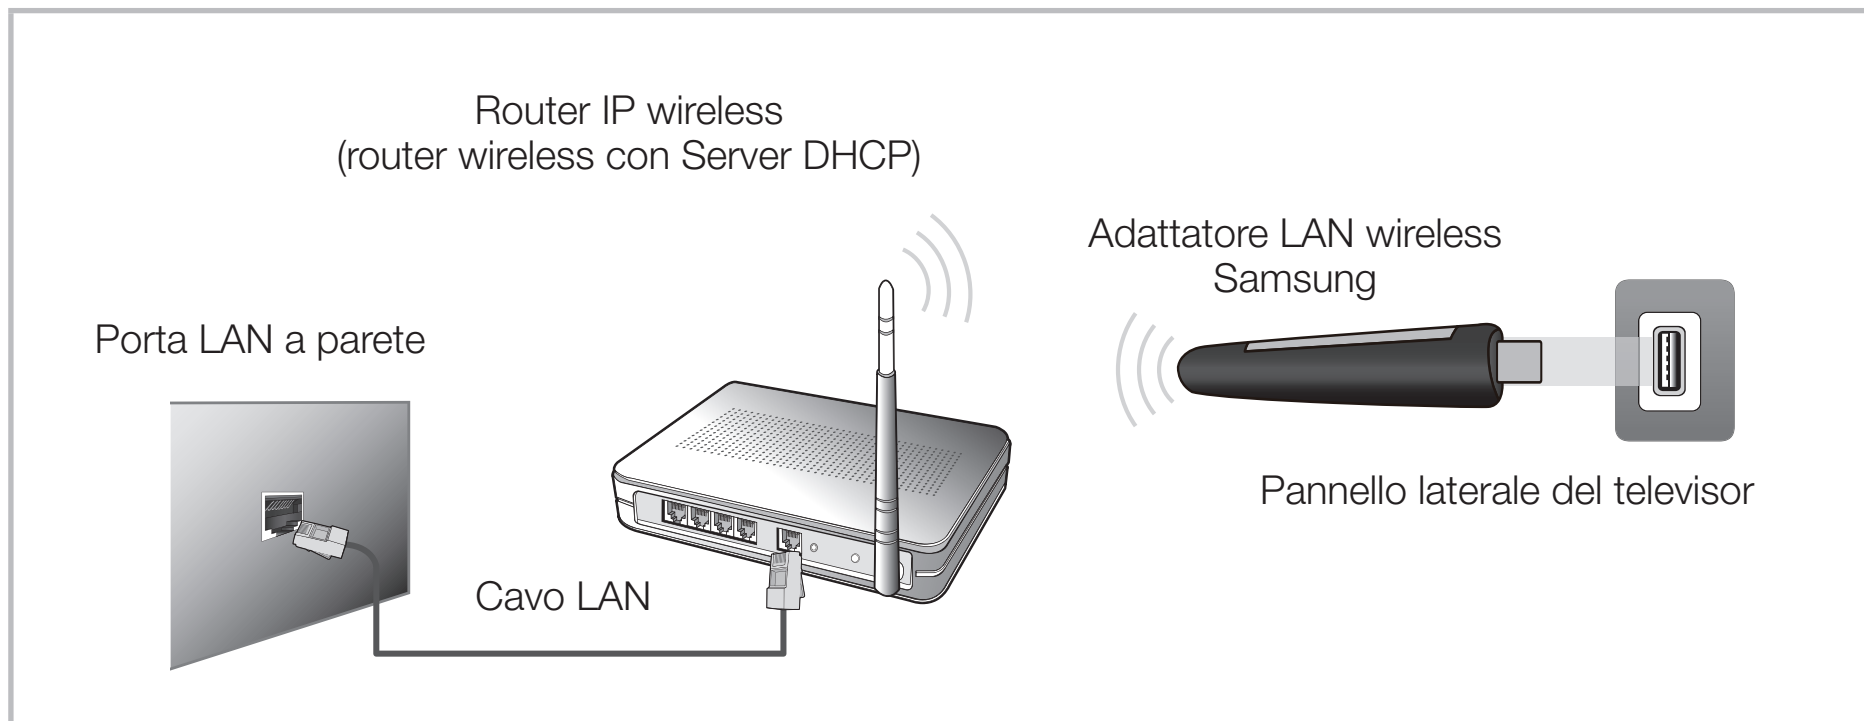 Router IP wireless
(router wireless con Server DHCP)
Adattatore LAN wireless
Samsung
Porta LAN a parete
Pannello laterale del televisor
Cavo LAN